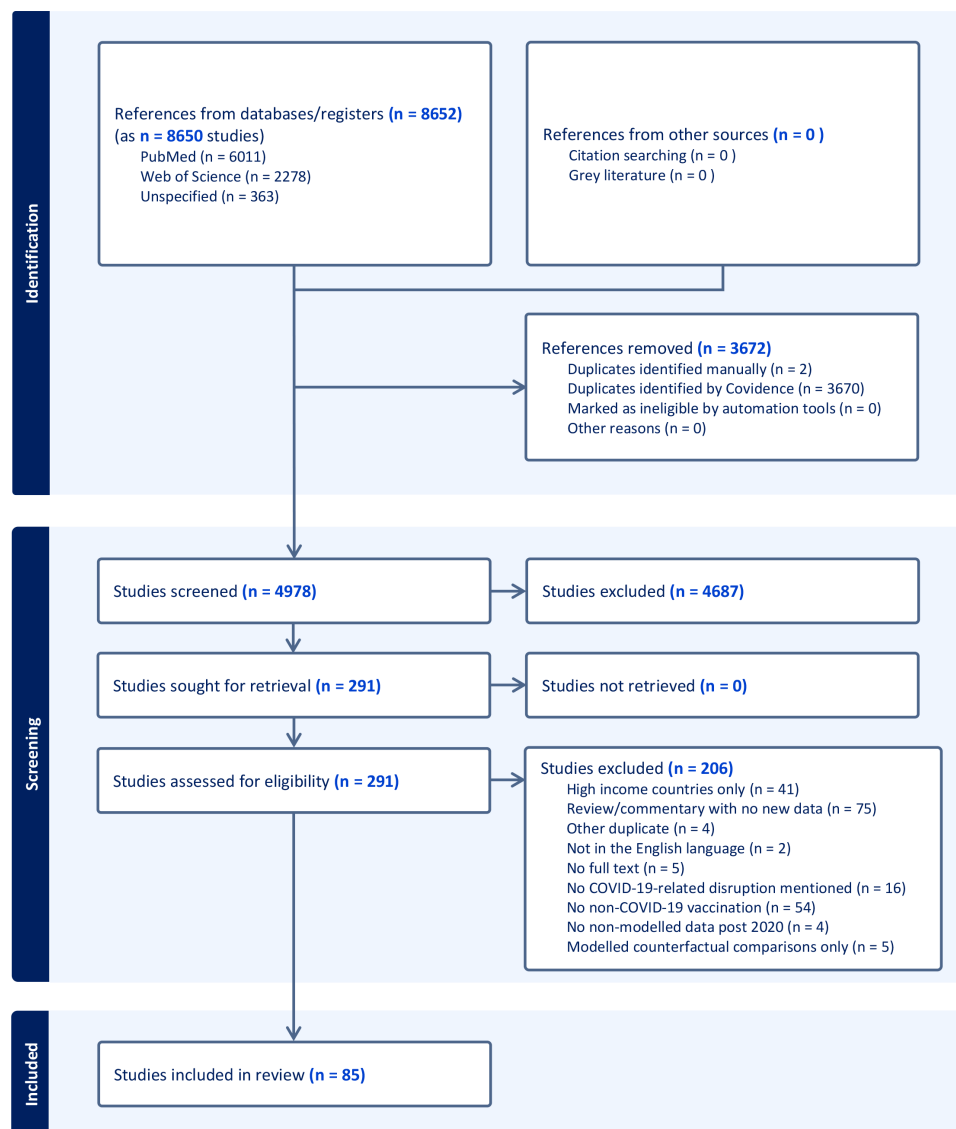 Identification
References from databases/registers (n = 8652)
(as n = 8650 studies)
PubMed (n = 6011)
Web of Science (n = 2278)
Unspecified (n = 363)
References from other sources (n = 0 )
Citation searching (n = 0 )
Grey literature (n = 0 )
References removed (n = 3672)
Duplicates identified manually (n = 2)
Duplicates identified by Covidence (n = 3670)
Marked as ineligible by automation tools (n = 0)
Other reasons (n = 0)
Screening
Studies screened (n = 4978)
Studies excluded (n = 4687)
Studies sought for retrieval (n = 291)
Studies not retrieved (n = 0)
Studies assessed for eligibility (n = 291)
Studies excluded (n = 206)
High income countries only (n = 41)
Review/commentary with no new data (n = 75)
Other duplicate (n = 4)
Not in the English language (n = 2)
No full text (n = 5)
No COVID-19-related disruption mentioned (n = 16)
No non-COVID-19 vaccination (n = 54)
No non-modelled data post 2020 (n = 4)
Modelled counterfactual comparisons only (n = 5)
Included
Studies included in review (n = 85)